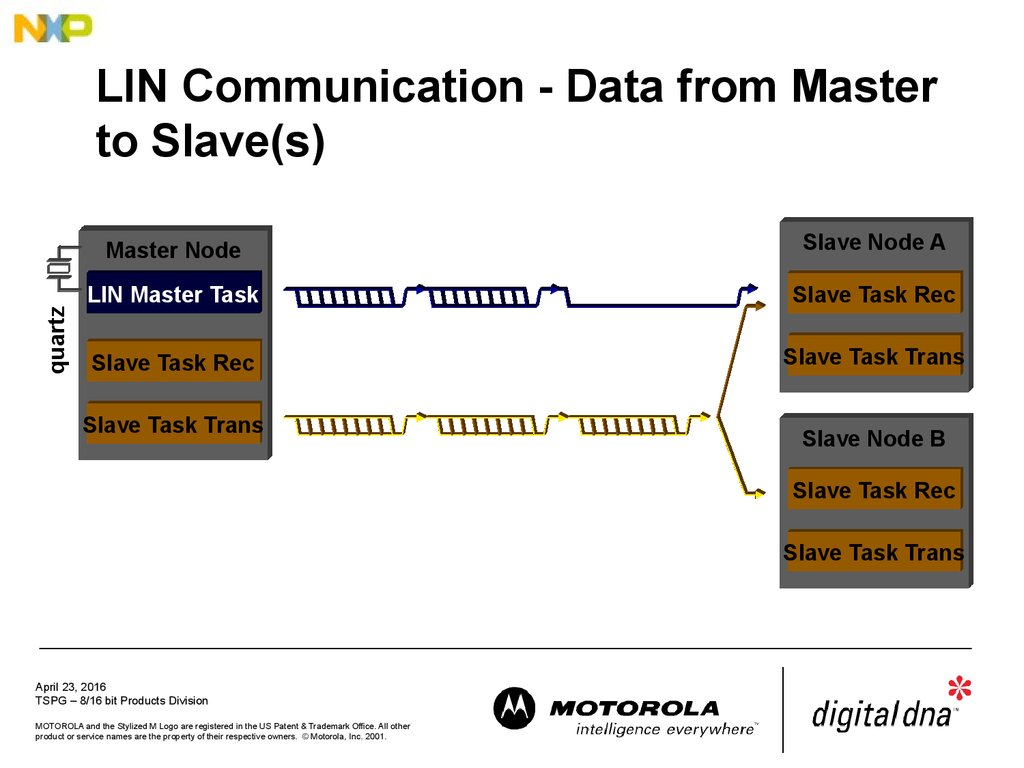 NXP
LIN Communication - Data from Master
to Slave(s)
Master Node
LIN Master Task
Slave Task Rec
Slave Task Trans
quartz
Slave Node A
Slave Task Rec
Slave Task Trans
Slave Node B
Slave Task Rec
Slave Task Trans
April 23, 2016
TSPG – 8/16 bit Products Division
MOTOROLA and the Stylized M Logo are registered in the US Patent & Trademark Office. All other
product or service names are the property of their respective owners. © Motorola, Inc. 2001.
MOTOROLA
intelligence everywhere™
digital dna™